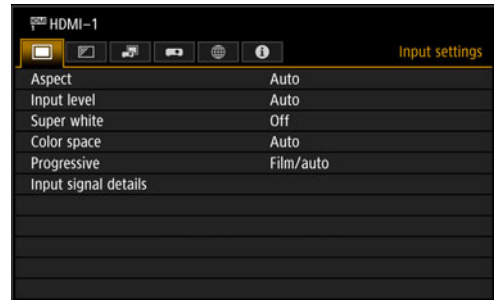 HDMI-1
Input settings
Aspect Auto
Input level Auto
Super white Off
Color space Auto
Progressive Film/auto
Input signal details